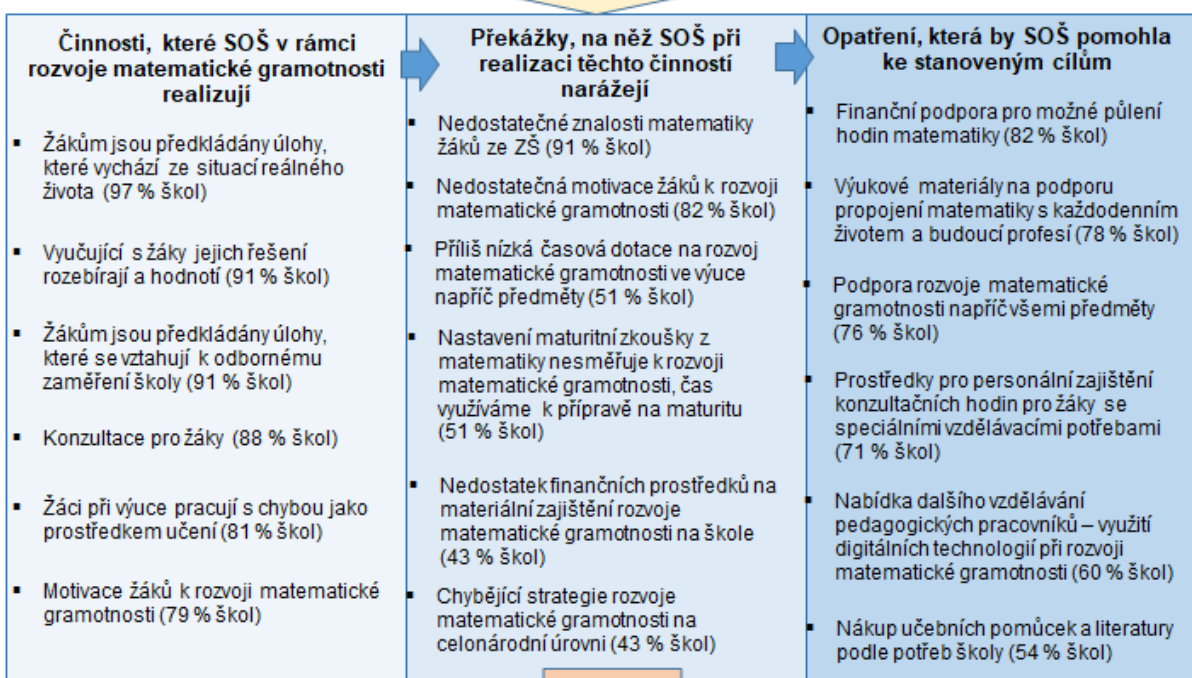 Činnosti, které SOŠ v rámci
rozvoje matematické gramotnosti
realizují
▪ Žákům jsou předkládány úlohy,
které vychází ze situací reálného
života (97 % škol)
▪ Vyučující s žáky jejich řešení
rozebírají a hodnotí (91 % škol)
▪ Žákům jsou předkládány úlohy,
které se vztahují k odbornému
zaměření školy (91 % škol)
▪ Konzultace pro žáky (88 % škol)
▪ Žáci při výuce pracují s chybou jako
prostředkem učení (81 % škol)
▪ Motivace žáků k rozvoji matematické
gramotnosti (79 % škol)
Překážky, na něž SOŠ při
realizaci těchto činností
narážejí
▪ Nedostatečné znalosti matematiky
žáků ze ZŠ (91 % škol)
▪ Nedostatečná motivace žáků k rozvoji
matematické gramotnosti (82 % škol)
▪ Příliš nízká časová dotace na rozvoj
matematické gramotnosti ve výuce
napříč předměty (51 % škol)
▪ Nastavení maturitní zkoušky z
matematiky nesměřuje k rozvoji
matematické gramotnosti, čas
využíváme k přípravě na maturitu
(51 % škol)
▪ Nedostatek finančních prostředků na
materiální zajištění rozvoje
matematické gramotnosti na škole
(43 % škol)
▪ Chybějící strategie rozvoje
matematické gramotnosti na
celonárodní úrovni (43 % škol)
Opatření, která by SOŠ pomohla
ke stanoveným cílům
▪ Finanční podpora pro možné půlení
hodin matematiky (82 % škol)
▪ Výukové materiály na podporu
propojení matematiky s každodenním
životem a budoucí profesí (78 % škol)
▪ Podpora rozvoje matematické
gramotnosti napříč všemi předměty
(76 % škol)
▪ Prostředky pro personální zajištění
konzultačních hodin pro žáky se
speciálními vzdělávacími potřebami
(71 % škol)
▪ Nabídka dalšího vzdělávání
pedagogických pracovníků – využití
digitálních technologií při rozvoji
matematické gramotnosti (60 % škol)
▪ Nákup učebních pomůcek a literatury
podle potřeb školy (54 % škol)